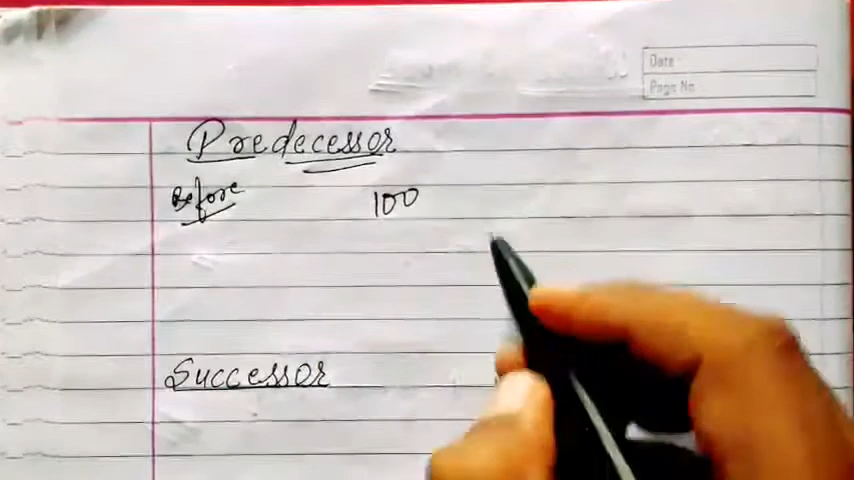 Date
Page No
Predecessor
Before 100
Successor